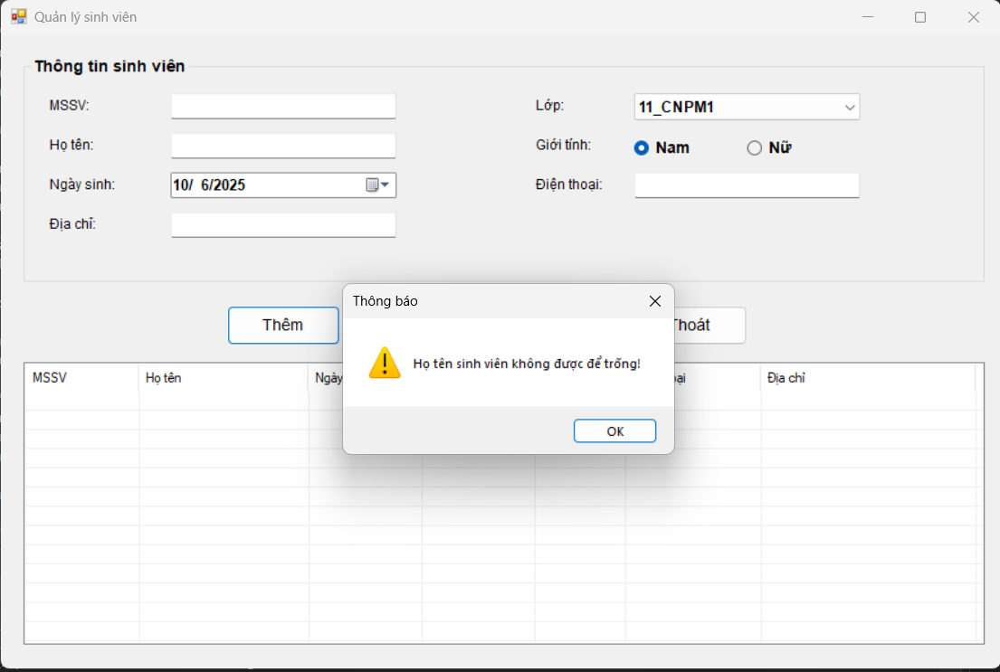 Quản lý sinh viên
Thông tin sinh viên
MSSV:
Lớp:
11_CNPM1
Họ tên:
Giới tính:
Nam
Nữ
Ngày sinh:
10/ 6/2025
Điện thoại:
Địa chỉ:
Thêm
Thông báo
Họ tên sinh viên không được để trống!
OK
MSSV
Họ tên
Ngày
Địa chỉ